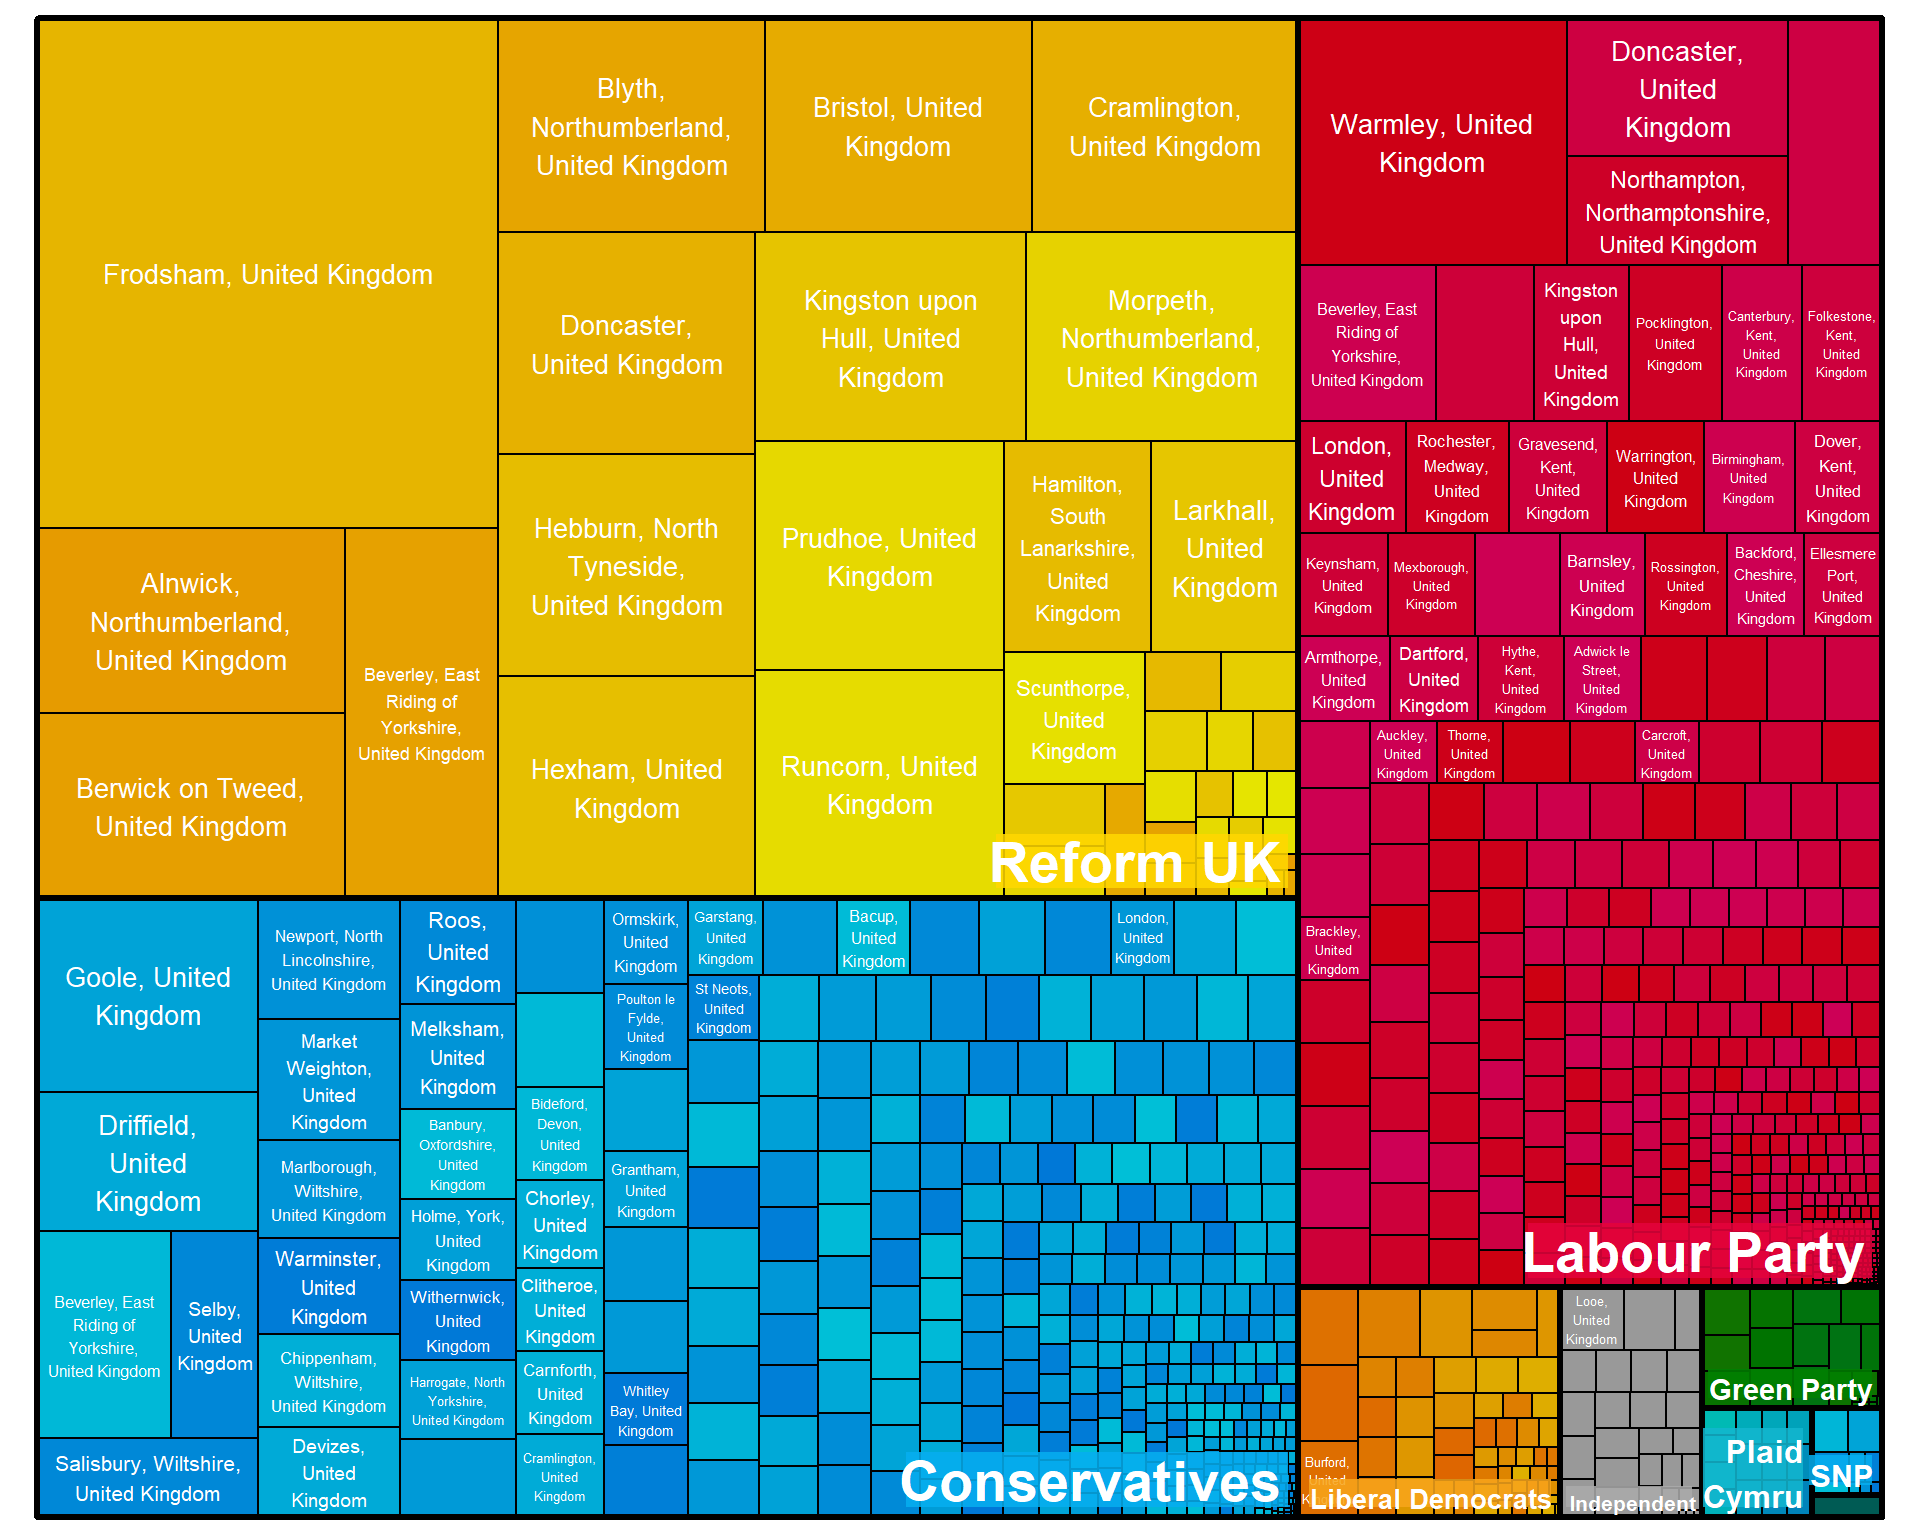 Frodsham, United Kingdom
Blyth,
Northumberland,
United Kingdom
Bristol, United
Kingdom
Cramlington,
United Kingdom
Doncaster,
United Kingdom
Kingston upon
Hull, United
Kingdom
Morpeth,
Northumberland,
United Kingdom
Hebburn, North
Tyneside,
United Kingdom
Prudhoe, United
Kingdom
Hamilton,
South
Lanarkshire,
United
Kingdom
Larkhall,
United
Kingdom
Alnwick,
Northumberland,
United Kingdom
Beverley, East
Riding of
Yorkshire,
United Kingdom
Berwick on Tweed,
United Kingdom
Hexham, United
Kingdom
Runcorn, United
Kingdom
Scunthorpe,
United
Kingdom
Reform UK
Warmley, United
Kingdom
Doncaster,
United
Kingdom
Northampton,
Northamptonshire,
United Kingdom
Beverley, East
Riding of
Yorkshire,
United Kingdom
Kingston
upon
Hull,
United
Kingdom
Pocklington,
United
Kingdom
Canterbury,
Kent,
United
Kingdom
Folkestone,
Kent,
United
Kingdom
London,
United
Kingdom
Rochester,
Medway,
United
Kingdom
Gravesend,
Kent,
United
Kingdom
Warrington,
United
Kingdom
Birmingham,
United
Kingdom
Dover,
Kent,
United
Kingdom
Keynsham,
United
Kingdom
Mexborough,
United
Kingdom
Barnsley,
United
Kingdom
Rossington,
United
Kingdom
Backford,
Cheshire,
United
Kingdom
Ellesmere
Port,
United
Kingdom
Armthorpe,
United
Kingdom
Dartford,
United
Kingdom
Hythe,
Kent,
United
Kingdom
Adwick le
Street,
United
Kingdom
Auckley,
United
Kingdom
Thorne,
United
Kingdom
Carcroft,
United
Kingdom
Brackley,
United
Kingdom
Labour Party
Goole, United
Kingdom
Driffield,
United
Kingdom
Beverley, East
Riding of
Yorkshire,
United Kingdom
Selby,
United
Kingdom
Salisbury, Wiltshire,
United Kingdom
Newport, North
Lincolnshire,
United Kingdom
Market
Weighton,
United
Kingdom
Marlborough,
Wiltshire,
United Kingdom
Warminster,
United
Kingdom
Chippenham,
Wiltshire,
United Kingdom
Devizes,
United
Kingdom
Roos,
United
Kingdom
Melksham,
United
Kingdom
Banbury,
Oxfordshire,
United
Kingdom
Holme, York,
United
Kingdom
Withernwick,
United
Kingdom
Harrogate, North
Yorkshire,
United Kingdom
Bideford,
Devon,
United
Kingdom
Chorley,
United
Kingdom
Clitheroe,
United
Kingdom
Carnforth,
United
Kingdom
Cramlington,
United
Kingdom
Ormskirk,
United
Kingdom
Poulton le
Fylde,
United
Kingdom
Grantham,
United
Kingdom
Whitley
Bay, United
Kingdom
Garstang,
United
Kingdom
St Neots,
United
Kingdom
Bacup,
United
Kingdom
London,
United
Kingdom
Conservatives
Burford,
Liberal Democrats
Looe,
United
Kingdom
Independent
Green Party
Plaid
Cymru
SNP